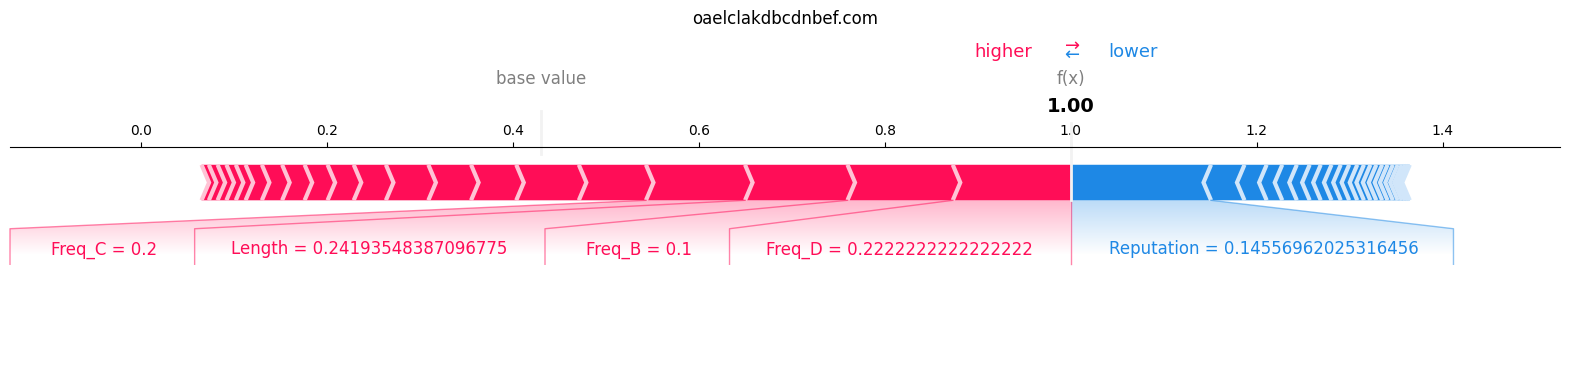 oaelclakdbcdnbef.com
higher ⇄ lower
base value f(x)
1.00
0.0 0.2 0.4 0.6 0.8 1.0 1.2 1.4
Freq_C = 0.2 Length = 0.24193548387096775 Freq_B = 0.1 Freq_D = 0.2222222222222222 Reputation = 0.14556962025316456